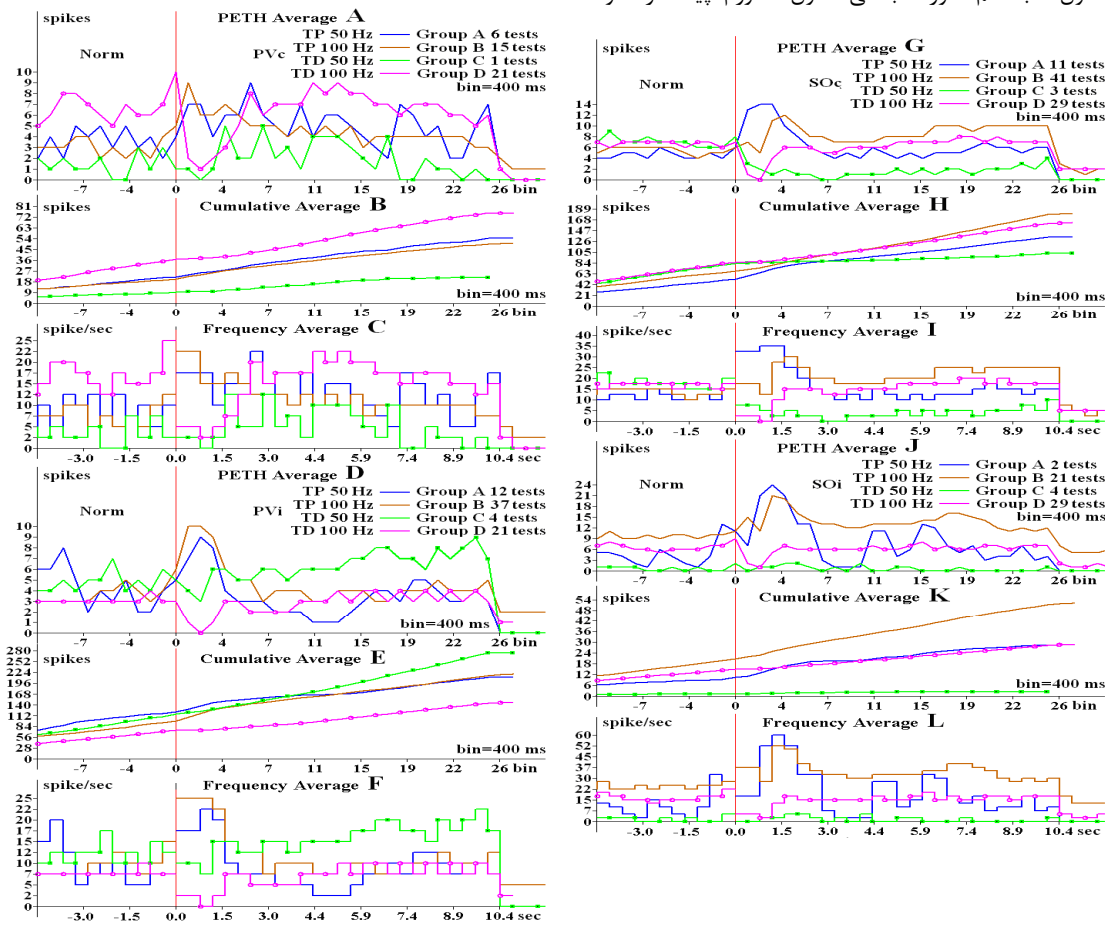 spikes PETH Average A
Norm PVc
TP 50 Hz Group A 6 tests
TP 100 Hz Group B 15 tests
TD 50 Hz Group C 1 tests
TD 100 Hz Group D 21 tests
bin=400 ms
10
9
8
7
6
5
4
3
2
1
0
-7 -4 0 4 7 11 15 19 22 26 bin
spikes Cumulative Average B
81
73
63
54
45
36
27
18
9
0
bin=400 ms
-7 -4 0 4 7 11 15 19 22 26 bin
spike/sec Frequency Average C
25
22
20
17
15
12
10
7
5
2
0
-3.0 -1.5 0.0 1.5 3.0 4.4 5.9 7.4 9.2 10.4 sec
spikes PETH Average D
Norm PVi
TP 50 Hz Group A 12 tests
TP 100 Hz Group B 37 tests
TD 50 Hz Group C 4 tests
TD 100 Hz Group D 21 tests
bin=400 ms
10
9
8
7
6
5
4
3
2
1
0
-7 -4 0 4 7 11 15 19 22 26 bin
spikes Cumulative Average E
280
252
224
196
168
140
112
84
56
28
0
bin=400 ms
-7 -4 0 4 7 11 15 19 22 26 bin
spike/sec Frequency Average F
25
22
20
17
15
12
10
7
5
2
0
-3.0 -1.5 0.0 1.5 3.0 4.4 5.9 7.4 9.2 10.4 sec
spikes PETH Average G
Norm SOc
TP 50 Hz Group A 11 tests
TP 100 Hz Group B 41 tests
TD 50 Hz Group C 3 tests
TD 100 Hz Group D 29 tests
bin=400 ms
14
12
10
8
6
4
2
0
-7 -4 0 4 7 11 15 19 22 26 bin
spikes Cumulative Average H
189
168
147
126
105
84
63
42
21
0
bin=400 ms
-7 -4 0 4 7 11 15 19 22 26 bin
spike/sec Frequency Average I
40
35
30
25
20
15
10
5
0
-3.0 -1.5 0.0 1.5 3.0 4.4 5.9 7.4 9.2 10.4 sec
spikes PETH Average J
Norm SOi
TP 50 Hz Group A 2 tests
TP 100 Hz Group B 21 tests
TD 50 Hz Group C 4 tests
TD 100 Hz Group D 29 tests
bin=400 ms
24
21
18
15
12
9
6
3
0
-7 -4 0 4 7 11 15 19 22 26 bin
spikes Cumulative Average K
54
48
42
36
30
24
18
12
6
0
bin=400 ms
-7 -4 0 4 7 11 15 19 22 26 bin
spike/sec Frequency Average L
60
52
45
37
30
22
15
7
0
-3.0 -1.5 0.0 1.5 3.1 4.4 5.9 7.4 9.2 10.4 sec